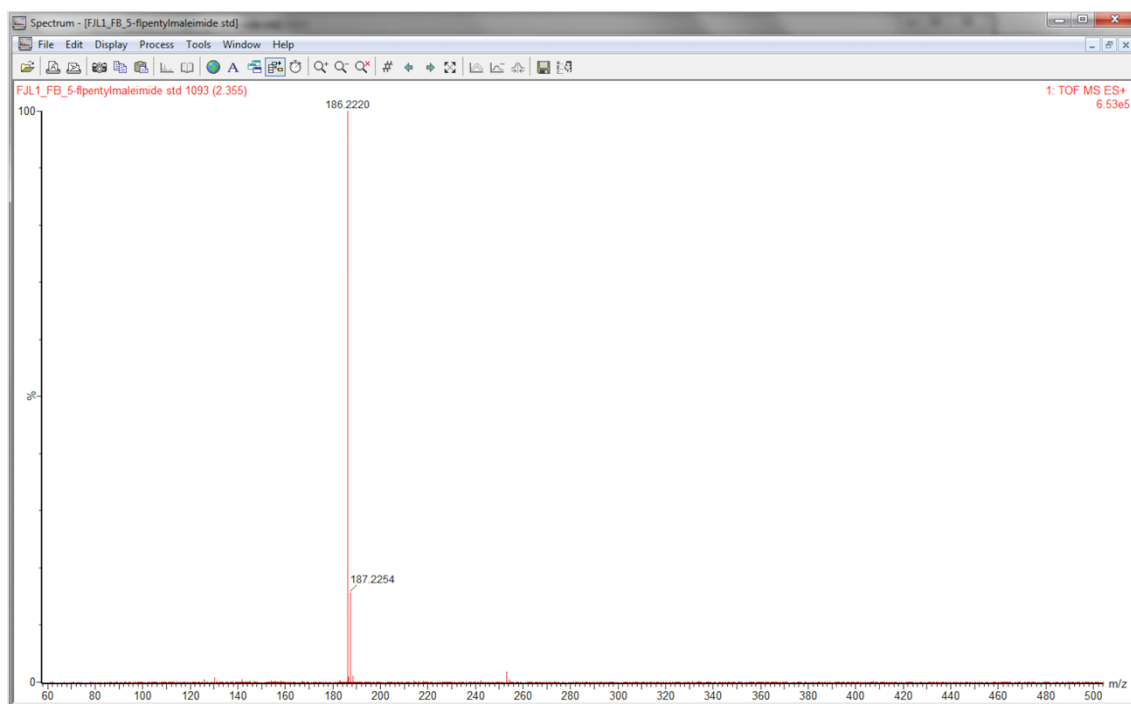 Spectrum - [FJL1_FB_5-flpentylmaleimide std]
File Edit Display Process Tools Window Help
FJL1_FB_5-flpentylmaleimide std 1093 (2.355)
1: TOF MS ES+
6.53e5
100
186.2220
%
187.2254
0
60 80 100 120 140 160 180 200 220 240 260 280 300 320 340 360 380 400 420 440 460 480 500 m/z